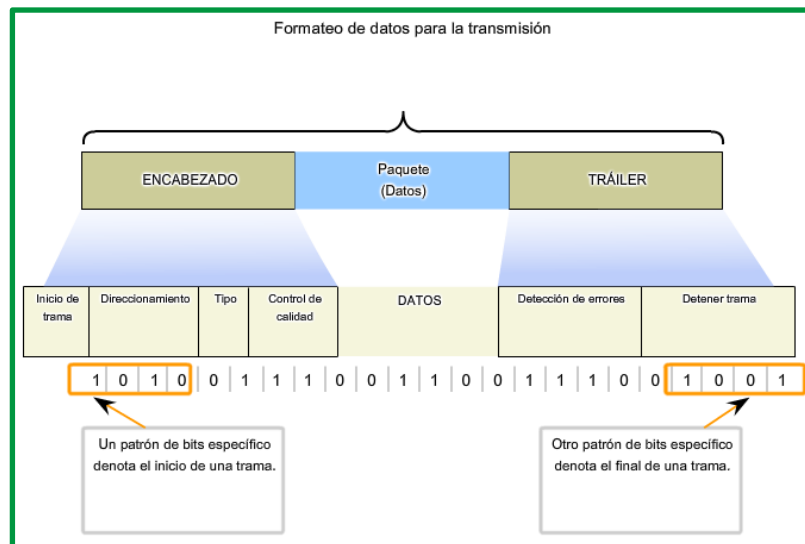 Formateo de datos para la transmisión
ENCABEZADO
Paquete
(Datos)
TRÁILER
Inicio de
trama
Direccionamiento
Tipo
Control de
calidad
DATOS
Detección de errores
Detener trama
1 0 1 0 0 1 1 1 0 0 1 1 0 0 1 1 1 0 0 1 0 0 1
Un patrón de bits específico
denota el inicio de una trama.
Otro patrón de bits específico
denota el final de una trama.